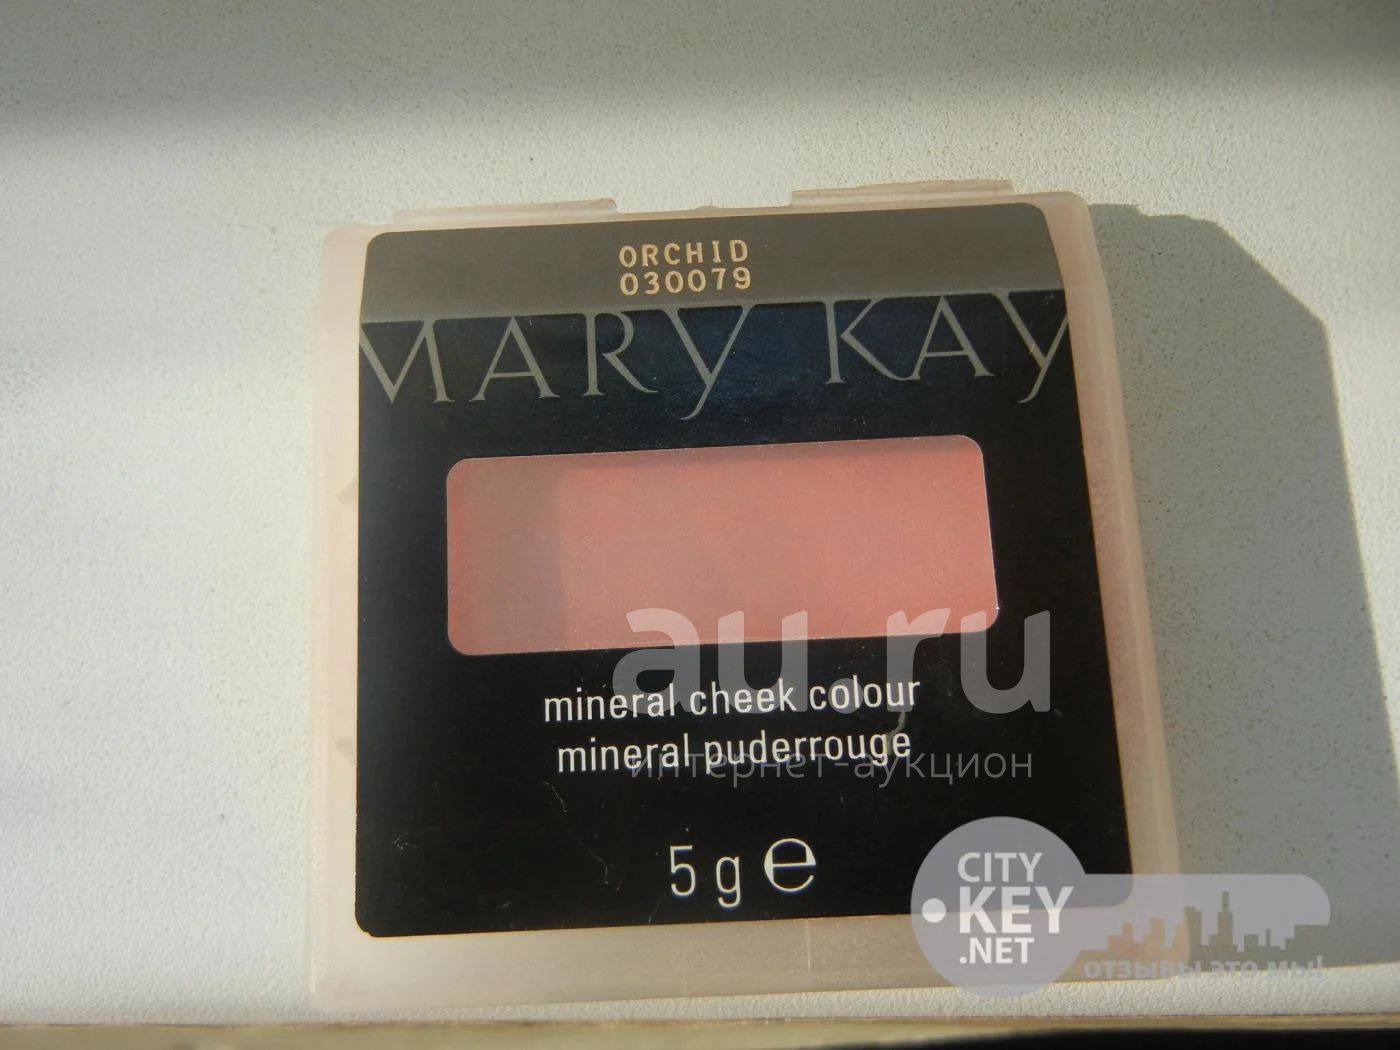 ORCHID
030079
MARY KAY
au.ru
mineral cheek colour
mineral puderrouge
интернет-аукцион
5 g e
CITY
KEY
.NET
отзывы это мы!